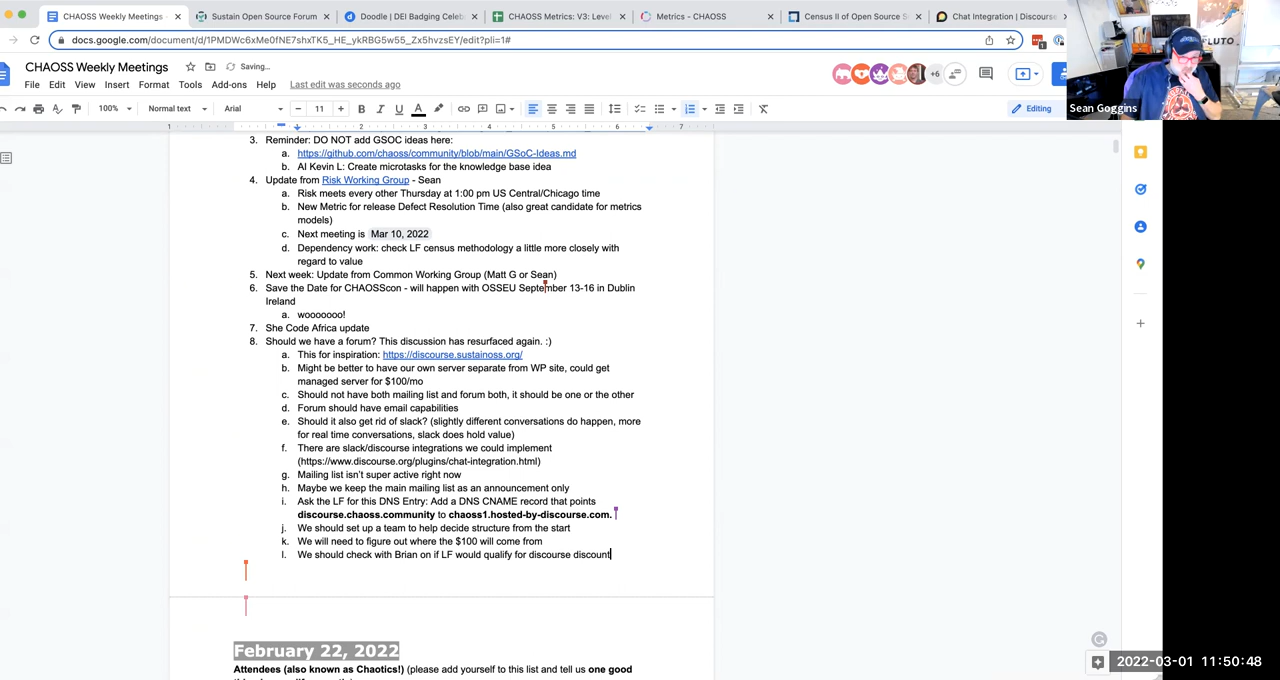 CHAOSS Weekly Meetings -
Sustain Open Source Forum
Doodle | DEI Badging Celeb
CHAOSS Metrics: V3: Level
Metrics - CHAOSS
Census II of Open Source S
Chat Integration | Discourse
docs.google.com/document/d/1PMDWc6xMe0fNE7shxTK5_HE_ykRBG5w55_Zx5hvzsEY/edit?pli=1#
CHAOSS Weekly Meetings
Saving...
File Edit View Insert Format Tools Add-ons Help Last edit was seconds ago
+6
100% Normal text Arial 11 Editing
Sean Goggins
1 1 2 3 4 5 6 7
3. Reminder: DO NOT add GSOC ideas here:
a. https://github.com/chaoss/community/blob/main/GSoC-Ideas.md
b. AI Kevin L: Create microtasks for the knowledge base idea
4. Update from Risk Working Group - Sean
a. Risk meets every other Thursday at 1:00 pm US Central/Chicago time
b. New Metric for release Defect Resolution Time (also great candidate for metrics
models)
c. Next meeting is Mar 10, 2022
d. Dependency work: check LF census methodology a little more closely with
regard to value
5. Next week: Update from Common Working Group (Matt G or Sean)
6. Save the Date for CHAOSScon - will happen with OSSEU September 13-16 in Dublin
Ireland
a. wooooooo!
7. She Code Africa update
8. Should we have a forum? This discussion has resurfaced again. :)
a. This for inspiration: https://discourse.sustainoss.org/
b. Might be better to have our own server separate from WP site, could get
managed server for $100/mo
c. Should not have both mailing list and forum both, it should be one or the other
d. Forum should have email capabilities
e. Should it also get rid of slack? (slightly different conversations do happen, more
for real time conversations, slack does hold value)
f. There are slack/discourse integrations we could implement
(https://www.discourse.org/plugins/chat-integration.html)
g. Mailing list isn't super active right now
h. Maybe we keep the main mailing list as an announcement only
i. Ask the LF for this DNS Entry: Add a DNS CNAME record that points
discourse.chaoss.community to chaoss1.hosted-by-discourse.com.
j. We should set up a team to help decide structure from the start
k. We will need to figure out where the $100 will come from
l. We should check with Brian on if LF would qualify for discourse discount
February 22, 2022
Attendees (also known as Chaotics!) (please add yourself to this list and tell us one good
2022-03-01 11:50:48